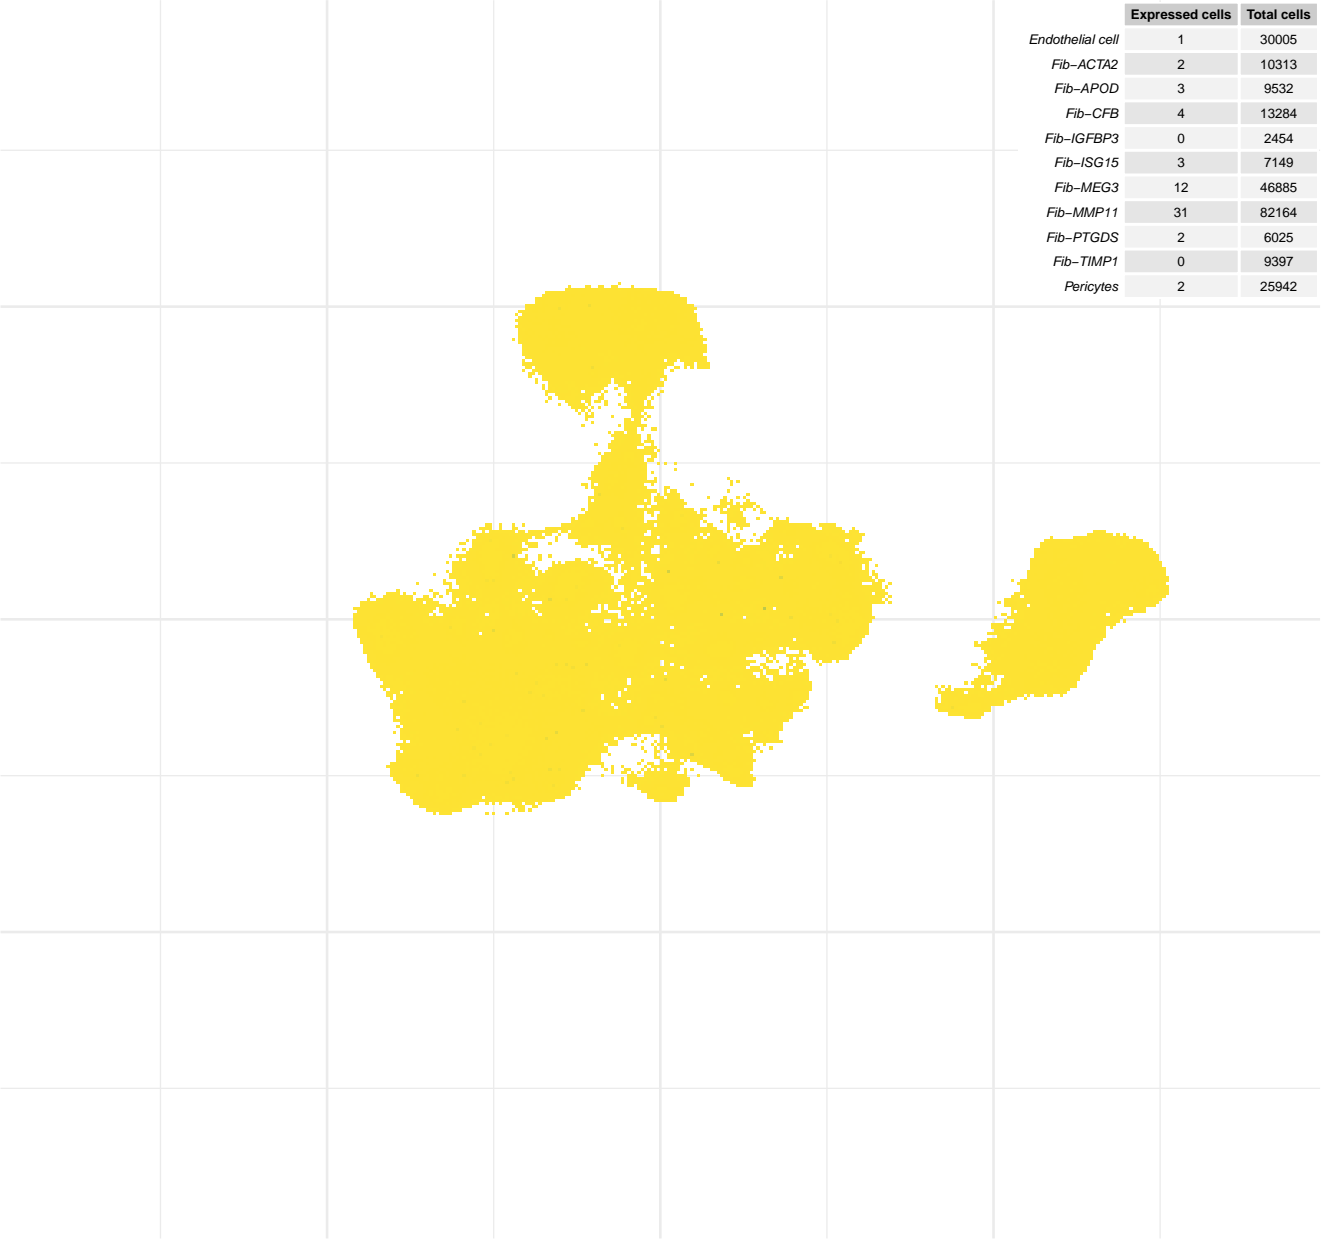 Expressed cells Total cells
Endothelial cell 1 30005
Fib−ACTA2 2 10313
Fib−APOD 3 9532
Fib−CFB 4 13284
Fib−IGFBP3 0 2454
Fib−ISG15 3 7149
Fib−MEG3 12 46885
Fib−MMP11 31 82164
Fib−PTGDS 2 6025
Fib−TIMP1 0 9397
Pericytes 2 25942